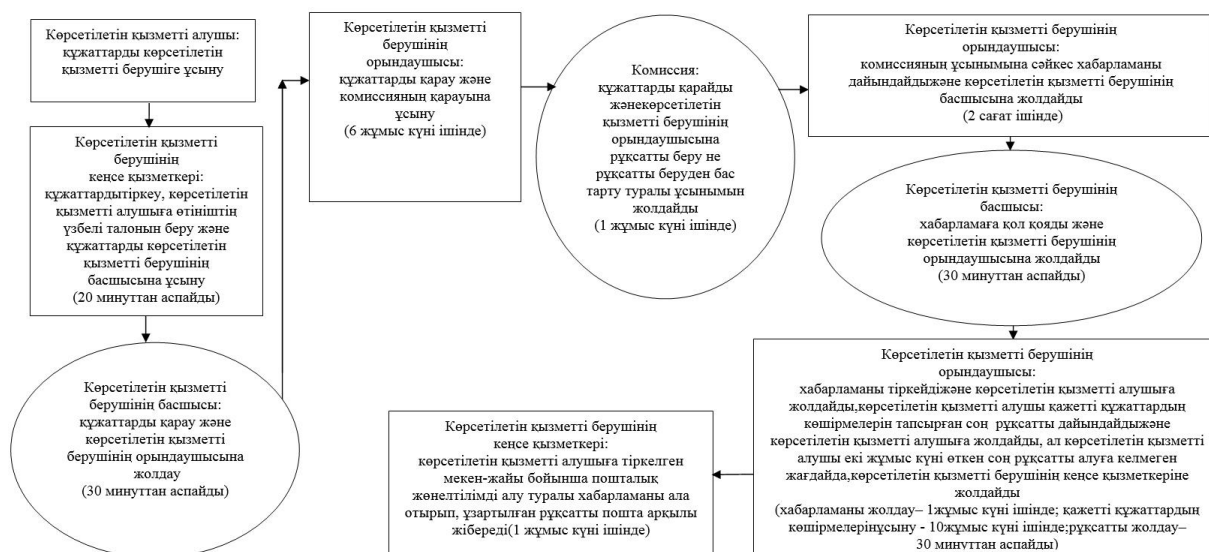 Көрсетілетін қызметті алушы:
құжаттарды көрсетілетін
қызметті берушіге ұсыну
Көрсетілетін қызметті
берушінің
кеңсе қызметкері:
құжаттардытіркеу, көрсетілетін
қызметті алушыға өтініштің
үзбелі талонын беру және
құжаттарды көрсетілетін
қызметті берушінің
басшысына ұсыну
(20 минуттан аспайды)
Көрсетілетін қызметті
берушінің басшысы:
құжаттарды қарау және
көрсетілетін қызметті
берушінің орындаушысына
жолдау
(30 минуттан аспайды)
Көрсетілетін қызметті
берушінің
орындаушысы:
құжаттарды қарау және
комиссияның қарауына
ұсыну
(6 жұмыс күні ішінде)
Комиссия:
құжаттарды қарайды
жәнекөрсетілетін
қызметті берушінің
орындаушысына
рұқсатты беру не
рұқсатты беруден бас
тарту туралы ұсынымын
жолдайды
(1 жұмыс күні ішінде)
Көрсетілетін қызметті берушінің
орындаушысы:
комиссияның ұсынымына сәйкес хабарламаны
дайындайдыжәне көрсетілетін қызметті берушінің
басшысына жолдайды
(2 сағат ішінде)
Көрсетілетін қызметті берушінің
басшысы:
хабарламаға қол қояды және
көрсетілетін қызметті берушінің
орындаушысына жолдайды
(30 минуттан аспайды)
Көрсетілетін қызметті берушінің
орындаушысы:
хабарламаны тіркейдіжәне көрсетілетін қызметті алушыға
жолдайды,көрсетілетін қызметті алушы қажетті құжаттардың
көшірмелерін тапсырған соң рұқсатты дайындайдыжәне
көрсетілетін қызметті алушыға жолдайды, ал көрсетілетін қызметті
алушы екі жұмыс күні өткен соң рұқсатты алуға келмеген
жағдайда,көрсетілетін қызметті берушінің кеңсе қызметкеріне
жолдайды
(хабарламаны жолдау– 1жұмыс күні ішінде; қажетті құжаттардың
көшірмелерінұсыну - 10жұмыс күні ішінде;рұқсатты жолдау–
30 минуттан аспайды)
Көрсетілетін қызметті берушінің
кеңсе қызметкері:
көрсетілетін қызметті алушыға тіркелген
мекен-жайы бойынша пошталық
жөнелтілімді алу туралы хабарламаны ала
отырып, ұзартылған рұқсатты пошта арқылы
жібереді(1 жұмыс күні ішінде)